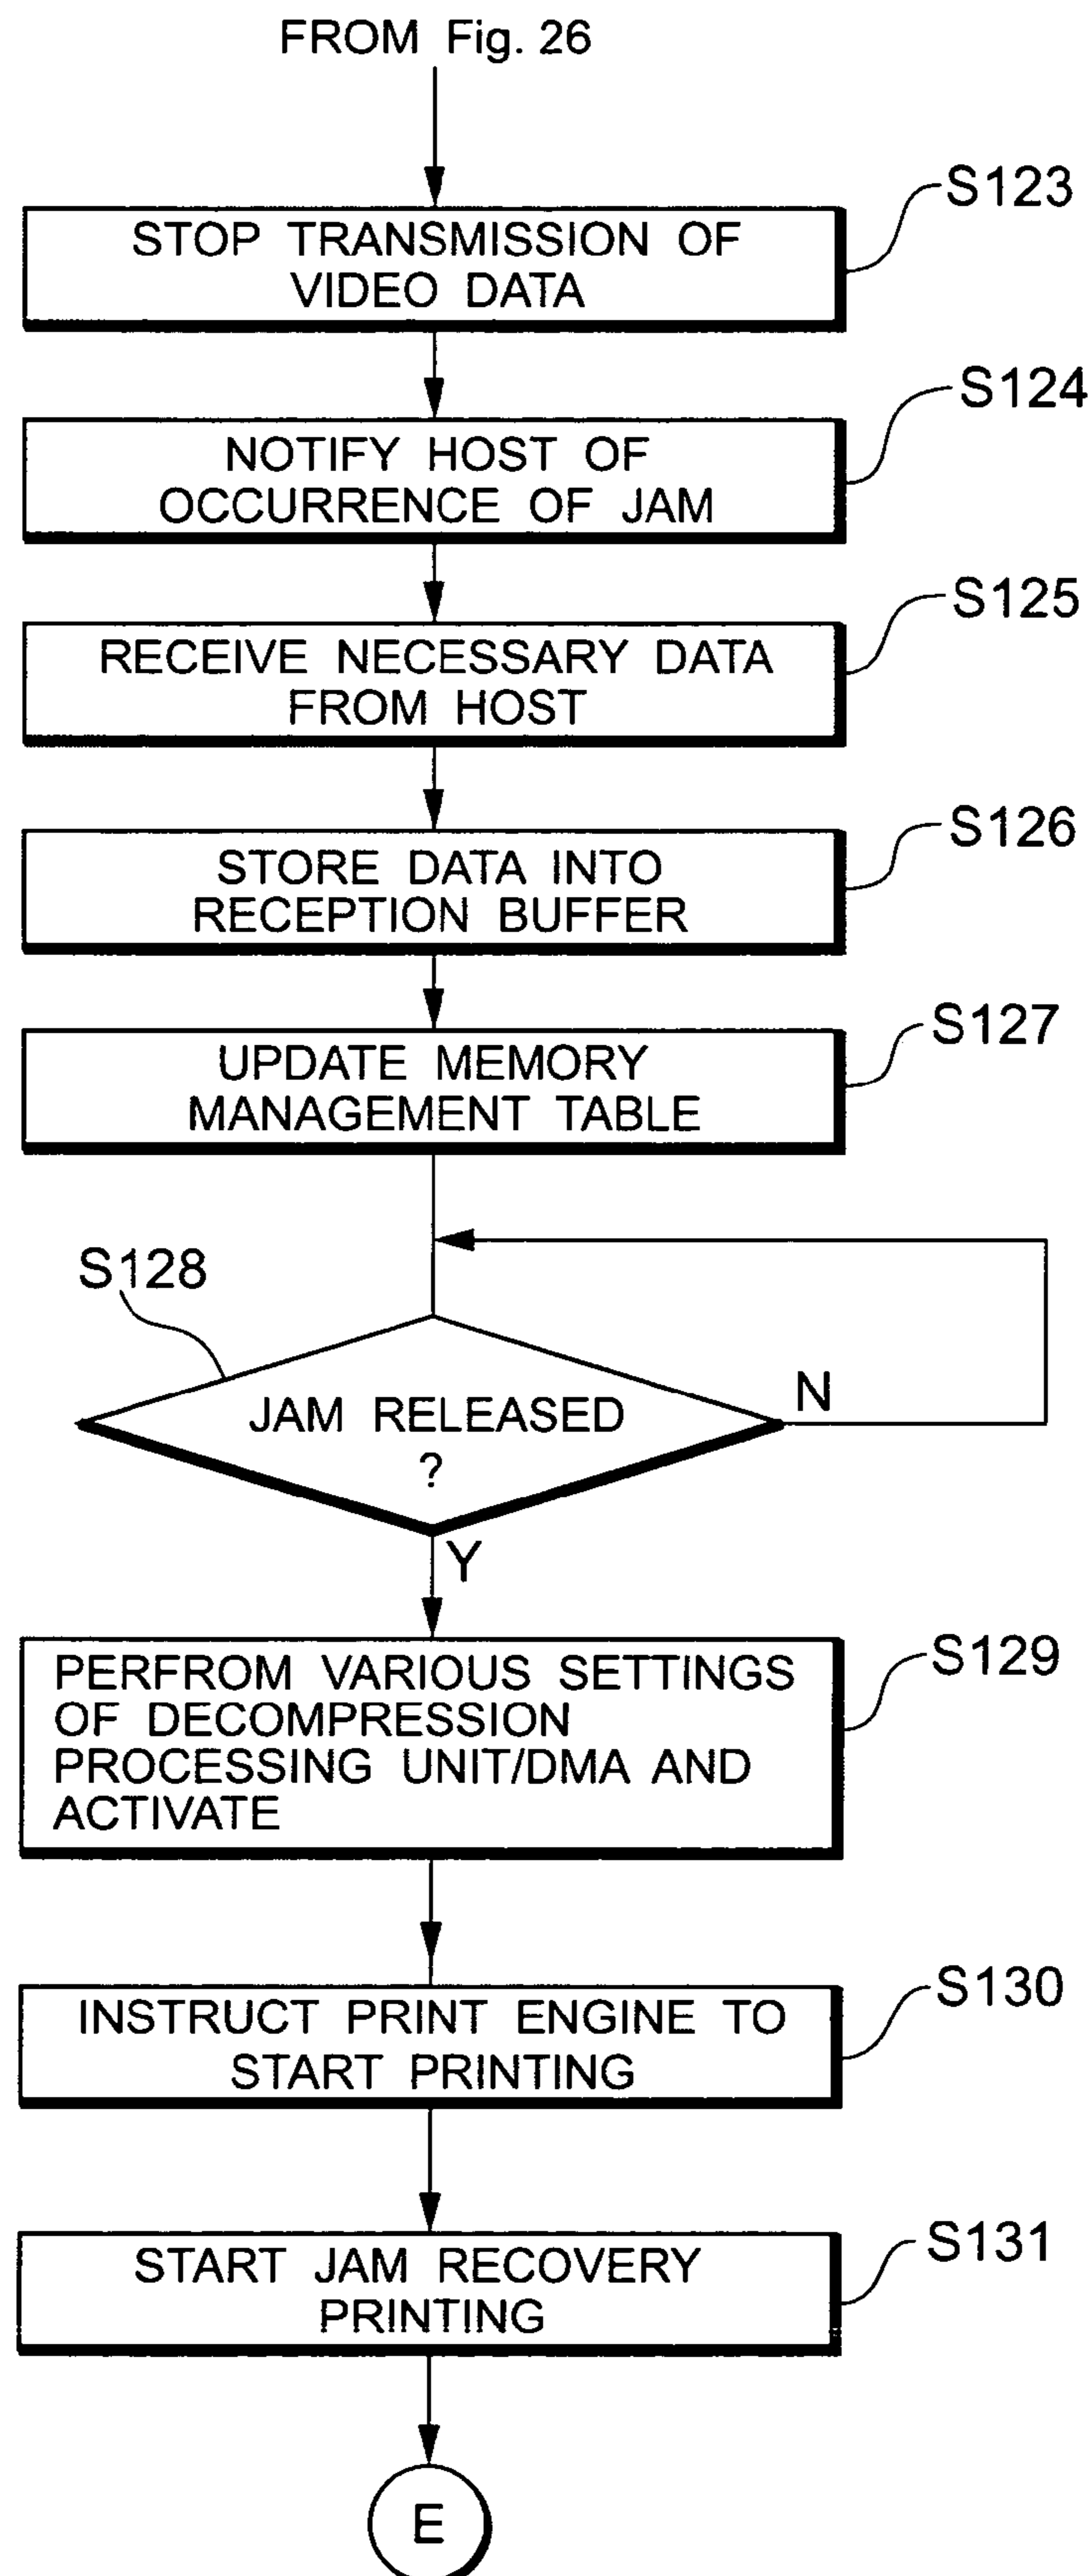 FROM Fig. 26
S123
STOP TRANSMISSION OF
VIDEO DATA
S124
NOTIFY HOST OF
OCCURRENCE OF JAM
S125
RECEIVE NECESSARY DATA
FROM HOST
S126
STORE DATA INTO
RECEPTION BUFFER
S127
UPDATE MEMORY
MANAGEMENT TABLE
S128
JAM RELEASED
?
N
Y
S129
PERFROM VARIOUS SETTINGS
OF DECOMPRESSION
PROCESSING UNIT/DMA AND
ACTIVATE
S130
INSTRUCT PRINT ENGINE TO
START PRINTING
S131
START JAM RECOVERY
PRINTING
E